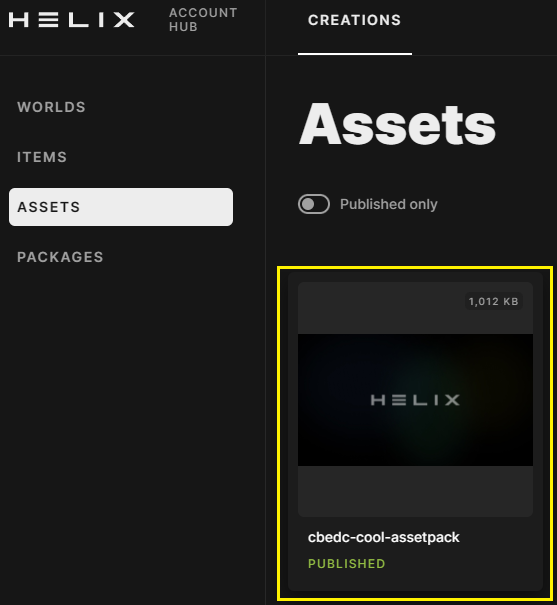 HELIX
ACCOUNT
HUB
CREATIONS
WORLDS
ITEMS
ASSETS
PACKAGES
Assets
Published only
1,012 KB
HELIX
cbedc-cool-assetpack
PUBLISHED